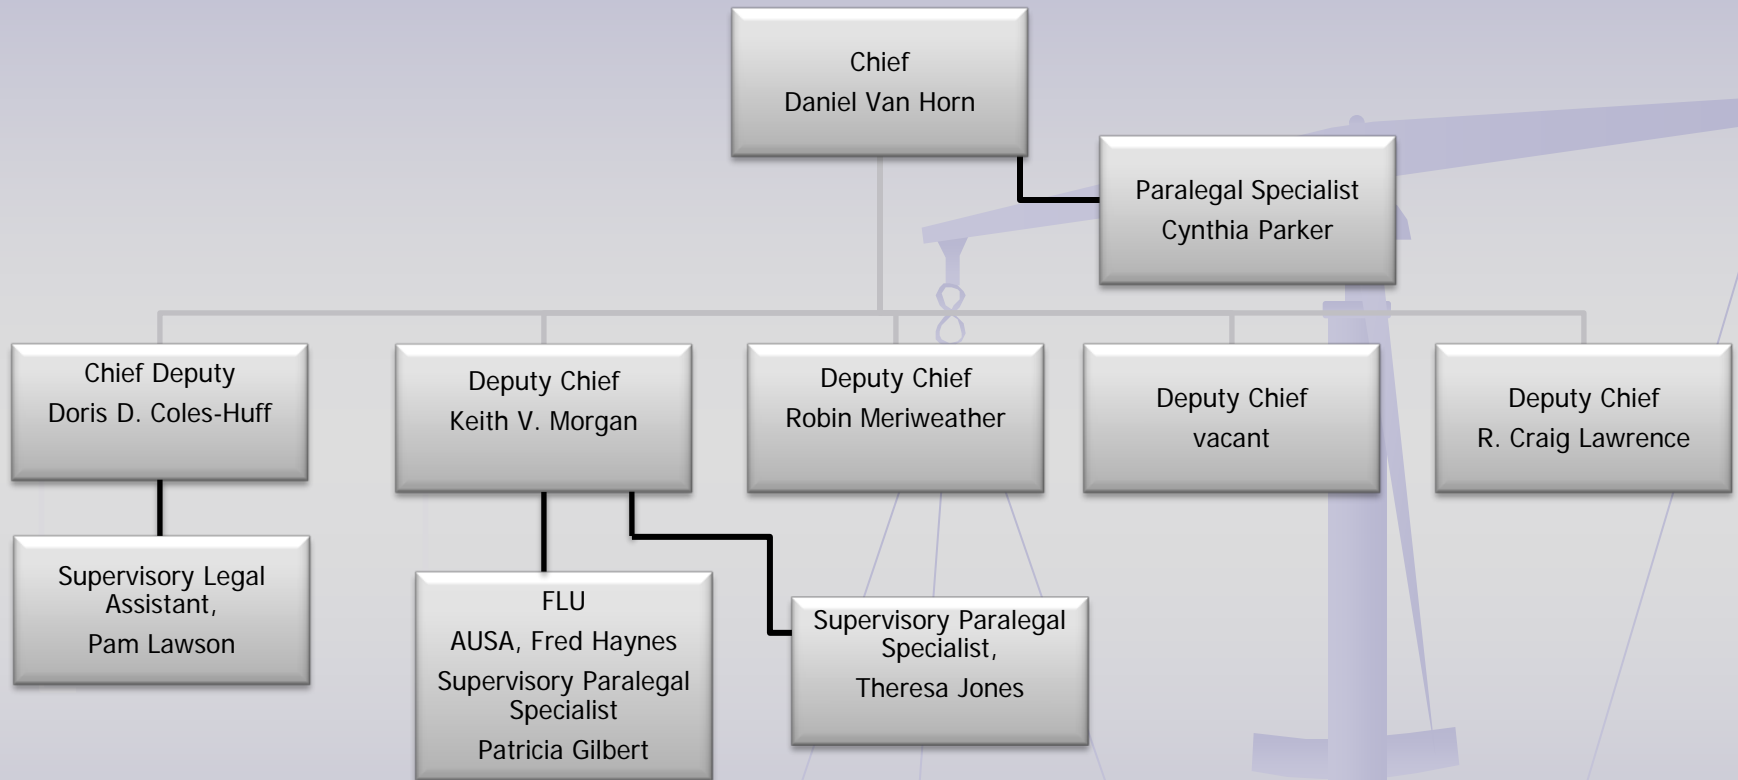 Chief
Daniel Van Horn
Paralegal Specialist
Cynthia Parker
Chief Deputy
Doris D. Coles-Huff
Deputy Chief
Keith V. Morgan
Deputy Chief
Robin Meriweather
Deputy Chief
vacant
Deputy Chief
R. Craig Lawrence
Supervisory Legal
Assistant,
Pam Lawson
FLU
AUSA, Fred Haynes
Supervisory Paralegal
Specialist
Patricia Gilbert
Supervisory Paralegal
Specialist,
Theresa Jones